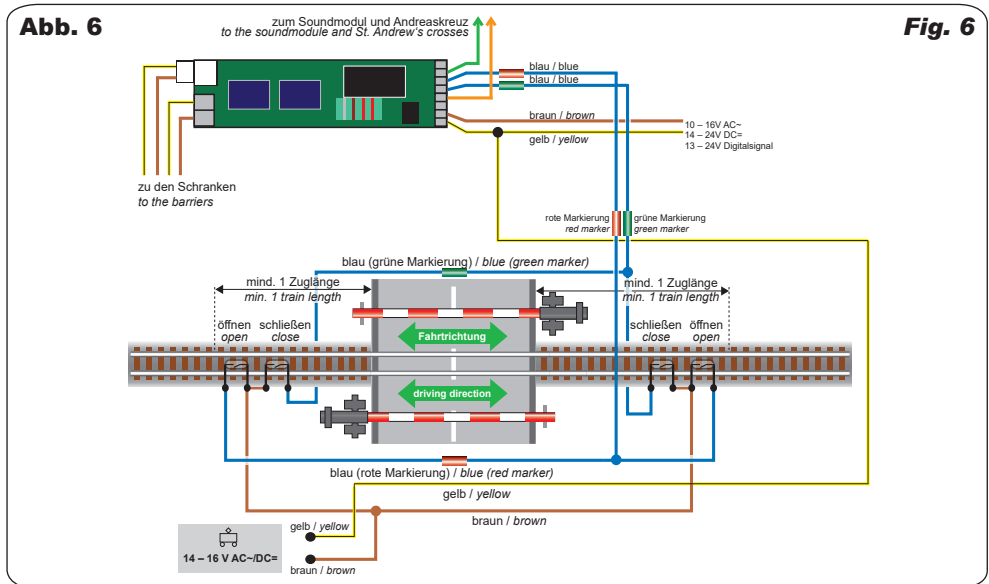 Abb. 6
Fig. 6
zum Soundmodul und Andreaskreuz
to the soundmodule and St. Andrew's crosses
blau / blue
blau / blue
braun / brown
gelb / yellow
10 – 16V AC~
14 – 24V DC=
13 – 24V Digitalsignal
zu den Schranken
to the barriers
rote Markierung
red marker
grüne Markierung
green marker
blau (grüne Markierung) / blue (green marker)
mind. 1 Zuglänge
min. 1 train length
mind. 1 Zuglänge
min. 1 train length
öffnen
open
schließen
close
schließen
close
öffnen
open
Fahrtrichtung
driving direction
blau (rote Markierung) / blue (red marker)
gelb / yellow
braun / brown
gelb / yellow
14 – 16 V AC~/DC=
braun / brown